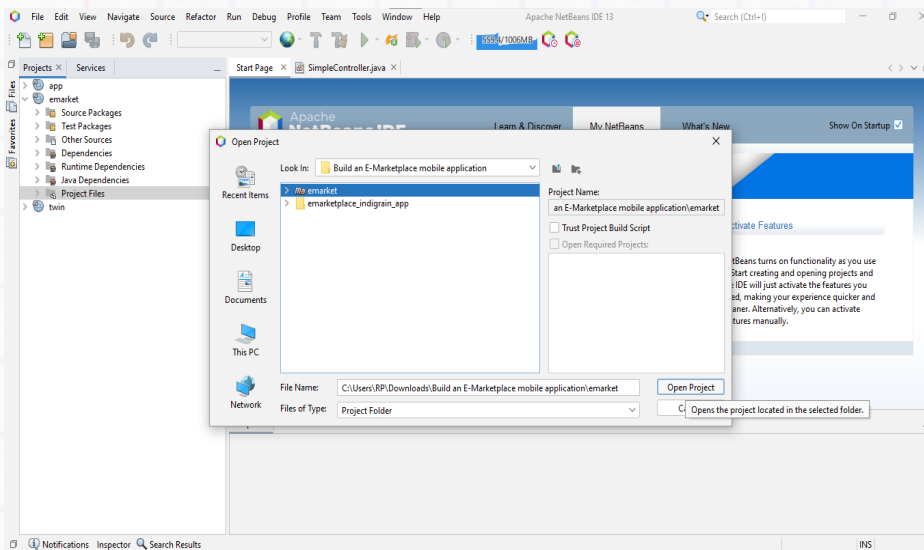 File Edit View Navigate Source Refactor Run Debug Profile Team Tools Window Help Apache NetBeans IDE 13 Search (Ctrl+I)
/1006MB
Projects Services
Start Page SimpleController.java
Files
Favorites
app
emarket
Source Packages
Test Packages
Other Sources
Dependencies
Runtime Dependencies
Java Dependencies
Project Files
twin
Apache
NetBeans IDE
Learn & Discover My NetBeans What's New Show On Startup
Open Project
Look In: Build an E-Marketplace mobile application
Recent Items
Desktop
Documents
This PC
Network
ma emarket
emarketplace_indigrain_app
Project Name:
an E-Marketplace mobile application\emarket
Trust Project Build Script
Open Required Projects:
File Name: C:\Users\RP\Downloads\Build an E-Marketplace mobile application\emarket Open Project
Files of Type: Project Folder
Opens the project located in the selected folder.
ctivate Features
tBeans turns on functionality as you use
Start creating and opening projects and
IDE will just activate the features you
ed, making your experience quicker and
aner. Alternatively, you can activate
tures manually.
Notifications Inspector Search Results INS